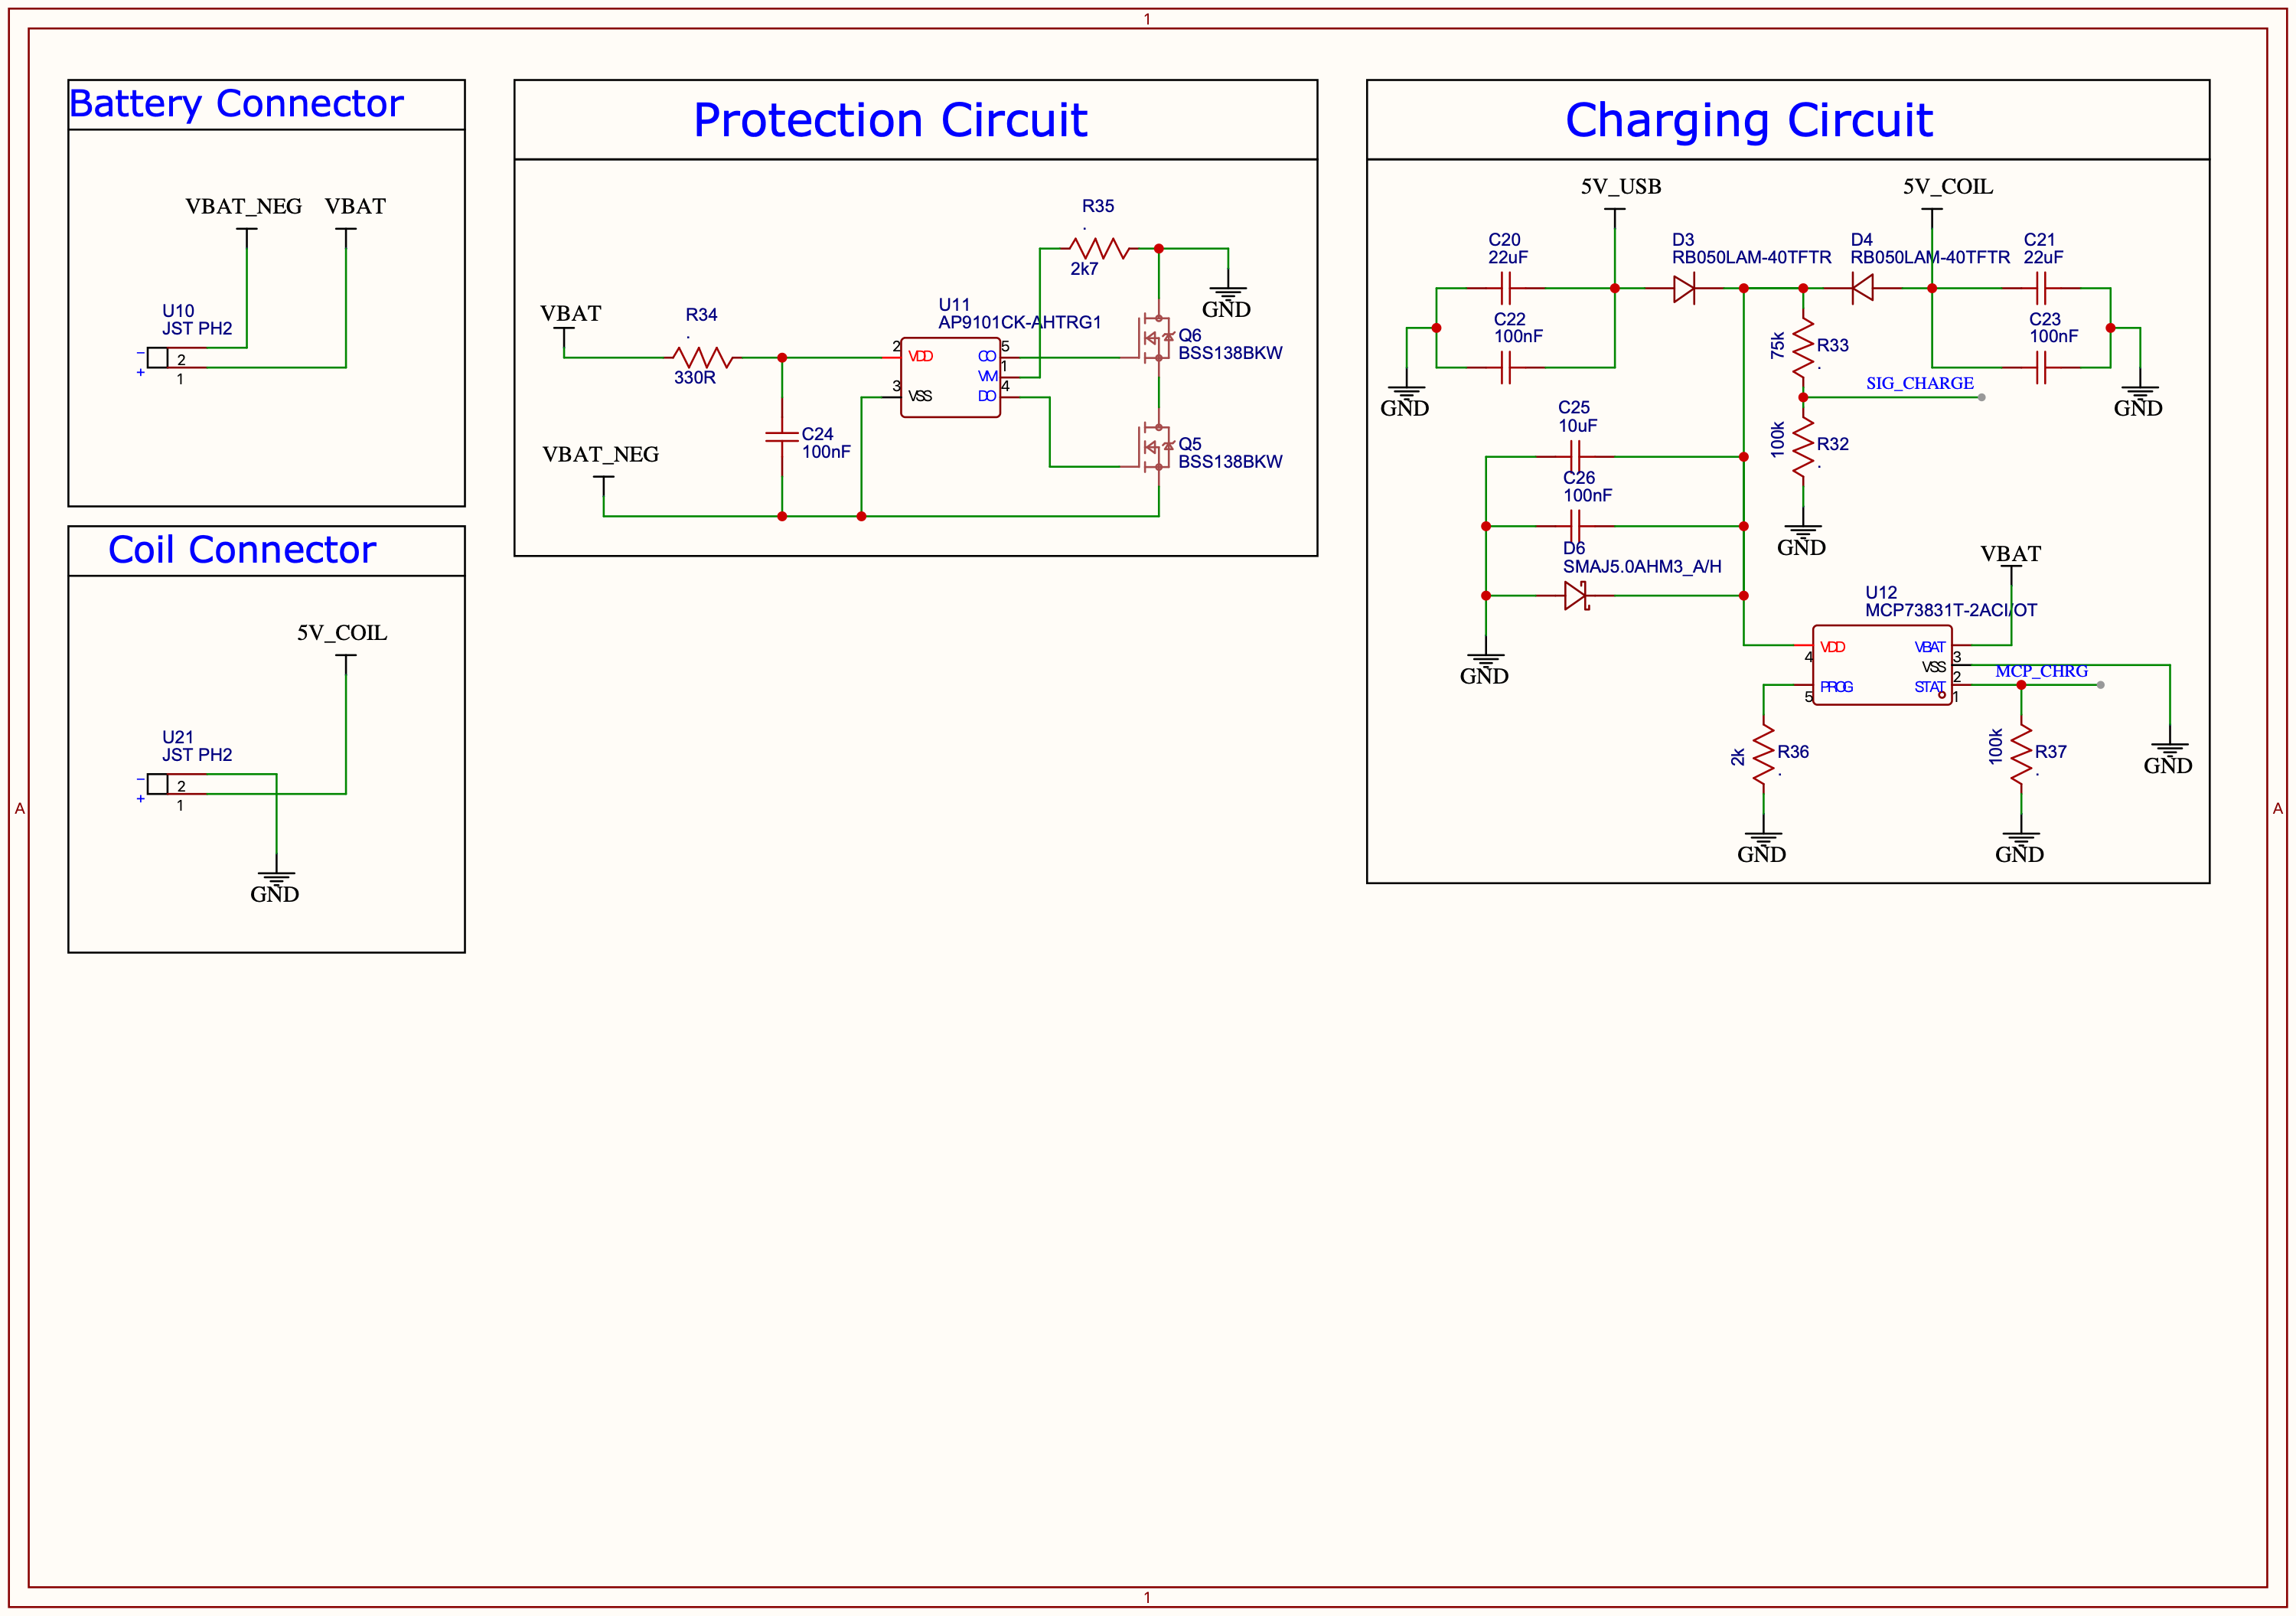 1
Battery Connector
VBAT_NEG
VBAT
U10
JST PH2
−
+
2
1
Coil Connector
5V_COIL
U21
JST PH2
−
+
2
1
GND
Protection Circuit
R35
.
2k7
GND
VBAT
R34
.
330R
U11
AP9101CK-AHTRG1
2
VDD
3
VSS
CO
5
VM
1
DO
4
Q6
BSS138BKW
C24
100nF
Q5
BSS138BKW
VBAT_NEG
Charging Circuit
5V_USB
5V_COIL
C20
22uF
D3
RB050LAM-40TFTR
D4
RB050LAM-40TFTR
C21
22uF
C22
100nF
C23
100nF
75k
R33
.
SIG_CHARGE
GND
GND
C25
10uF
100k
R32
.
C26
100nF
GND
D6
SMAJ5.0AHM3_A/H
GND
VBAT
U12
MCP73831T-2ACI/OT
VDD
4
PROG
5
VBAT
3
VSS
2
STAT
1
MCP_CHRG
2k
R36
.
100k
R37
.
GND
GND
GND
A
A
1